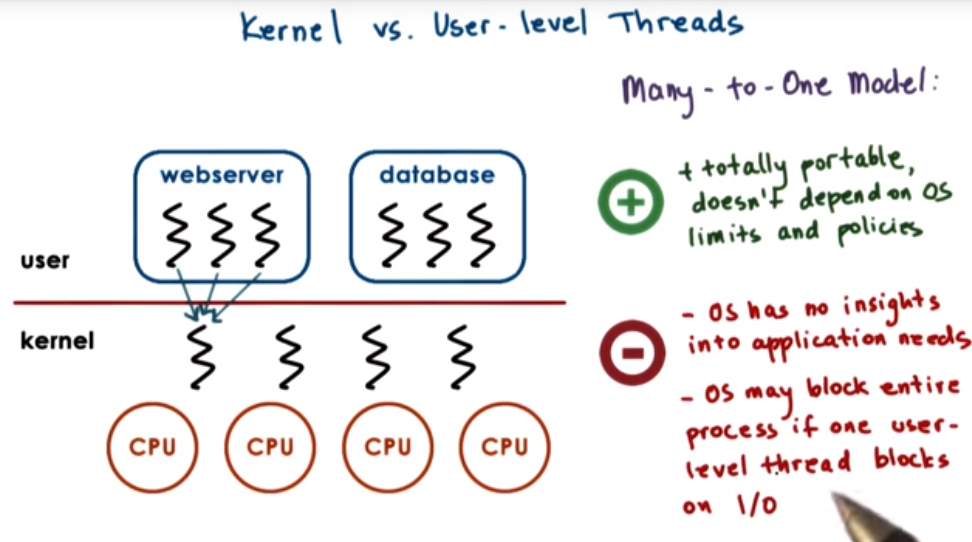 Kernel vs. User-level Threads
Many-to-One Model:
webserver
database
user
kernel
CPU
CPU
CPU
CPU
+
+ totally portable,
doesn't depend on OS
limits and policies
-
- OS has no insights
into application needs
- OS may block entire
process if one user-
level thread blocks
on I/O